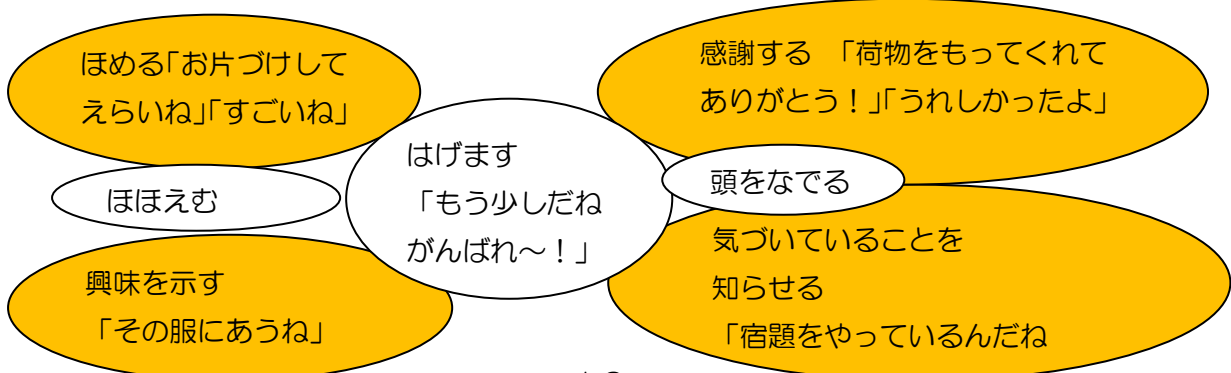 ほめる「お片づけして
えらいね」「すごいね」
感謝する 「荷物をもってくれて
ありがとう！」「うれしかったよ」
はげます
「もう少しだね
がんばれ～！」
ほほえむ
頭をなでる
興味を示す
「その服にあうね」
気づいていることを
知らせる
「宿題をやっているんだね